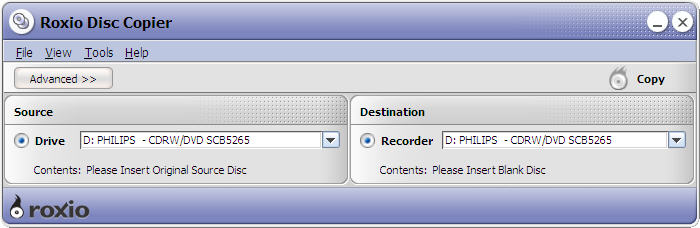 Roxio Disc Copier
File View Tools Help
Advanced >>
Copy
Source
Drive D: PHILIPS - CDRW/DVD SCB5265
Contents: Please Insert Original Source Disc
Destination
Recorder D: PHILIPS - CDRW/DVD SCB5265
Contents: Please Insert Blank Disc
roxio